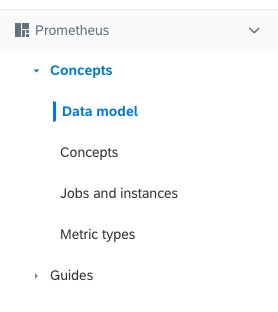 Prometheus
Concepts
Data model
Concepts
Jobs and instances
Metric types
Guides